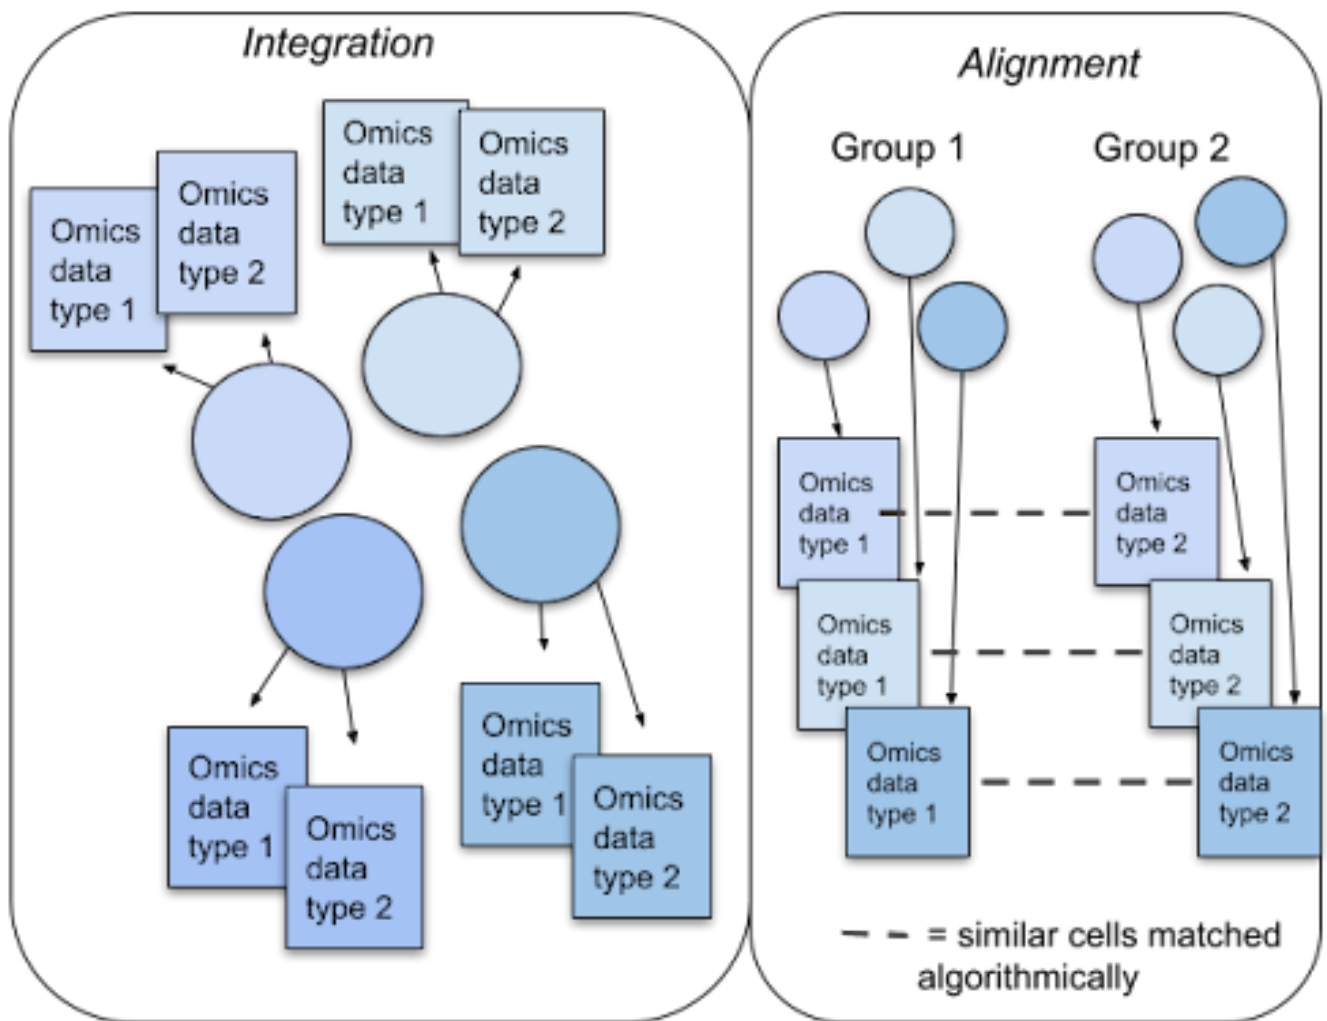 Integration
Omics
data
type 1
Omics
data
type 2
Omics
data
type 1
Omics
data
type 2
Omics
data
type 1
Omics
data
type 2
Omics
data
type 1
Omics
data
type 2
Alignment
Group 1
Group 2
Omics
data
type 1
Omics
data
type 2
Omics
data
type 1
Omics
data
type 2
Omics
data
type 1
Omics
data
type 2
= similar cells matched
algorithmically